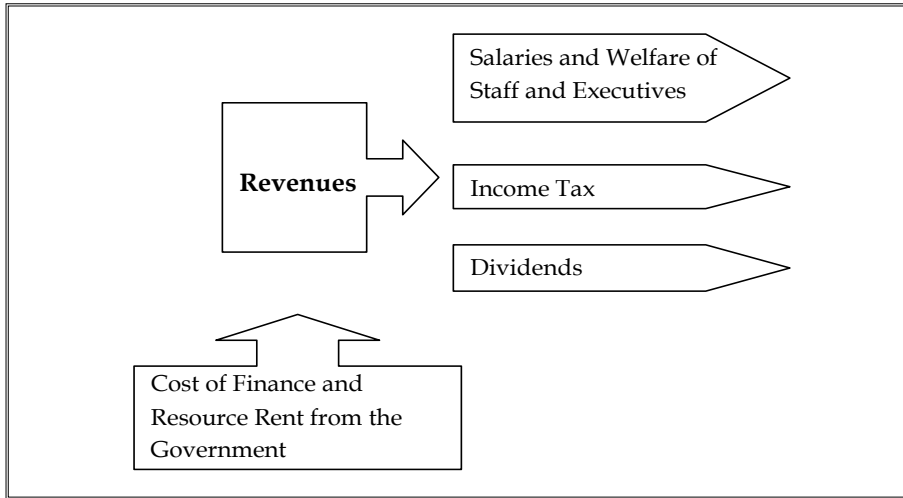 Salaries and Welfare of
Staff and Executives
Revenues
Income Tax
Dividends
Cost of Finance and
Resource Rent from the
Government